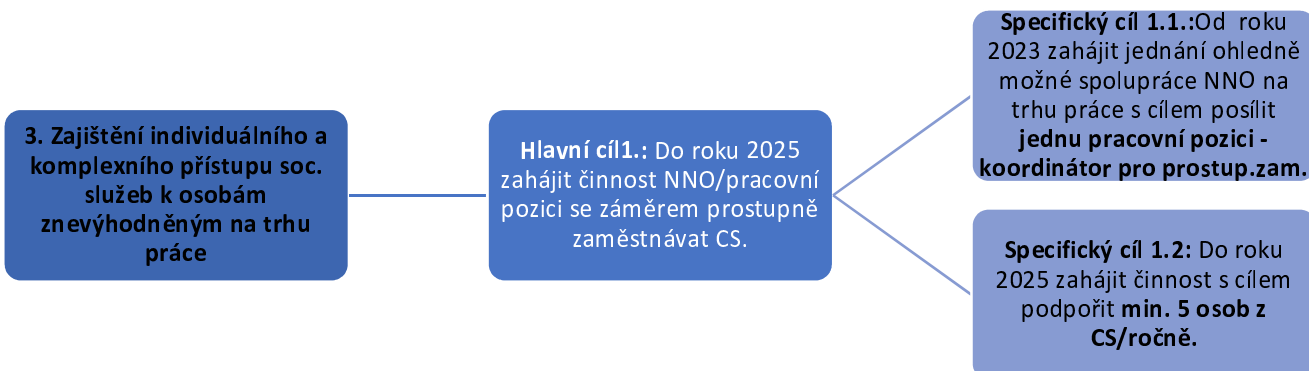 3. Zajištění individuálního a
komplexního přístupu soc.
služeb k osobám
znevýhodněným na trhu
práce
Hlavní cíl1.: Do roku 2025
zahájit činnost NNO/pracovní
pozici se záměrem prostupně
zaměstnávat CS.
Specifický cíl 1.1.:Od roku
2023 zahájit jednání ohledně
možné spolupráce NNO na
trhu práce s cílem posílit
jednu pracovní pozici -
koordinátor pro prostup.zam.
Specifický cíl 1.2: Do roku
2025 zahájit činnost s cílem
podpořit min. 5 osob z
CS/ročně.